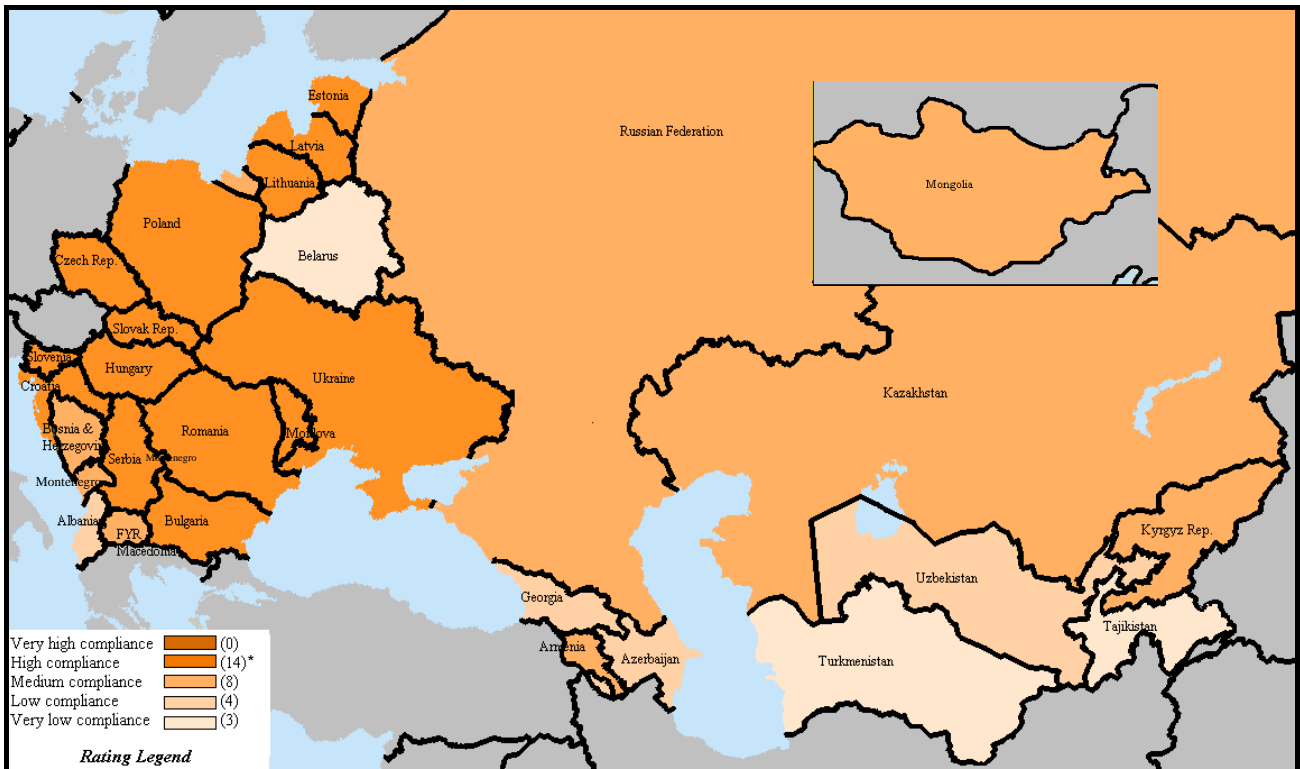 Estonia
Russian Federation
Latvia
Lithuania
Mongolia
Poland
Belarus
Czech Rep.
Slovak Rep.
Slovenia
Hungary
Ukraine
Croatia
Kazakhstan
Bosnia &
Herzegovin
Romania
Moldova
Serbia
Montenegro
Montenegro
Albania
Bulgaria
FYR
Macedonia
Kyrgyz Rep.
Uzbekistan
Georgia
Tajikistan
Armenia
Azerbaijan
Turkmenistan
Very high compliance (0)
High compliance (14)*
Medium compliance (8)
Low compliance (4)
Very low compliance (3)
Rating Legend